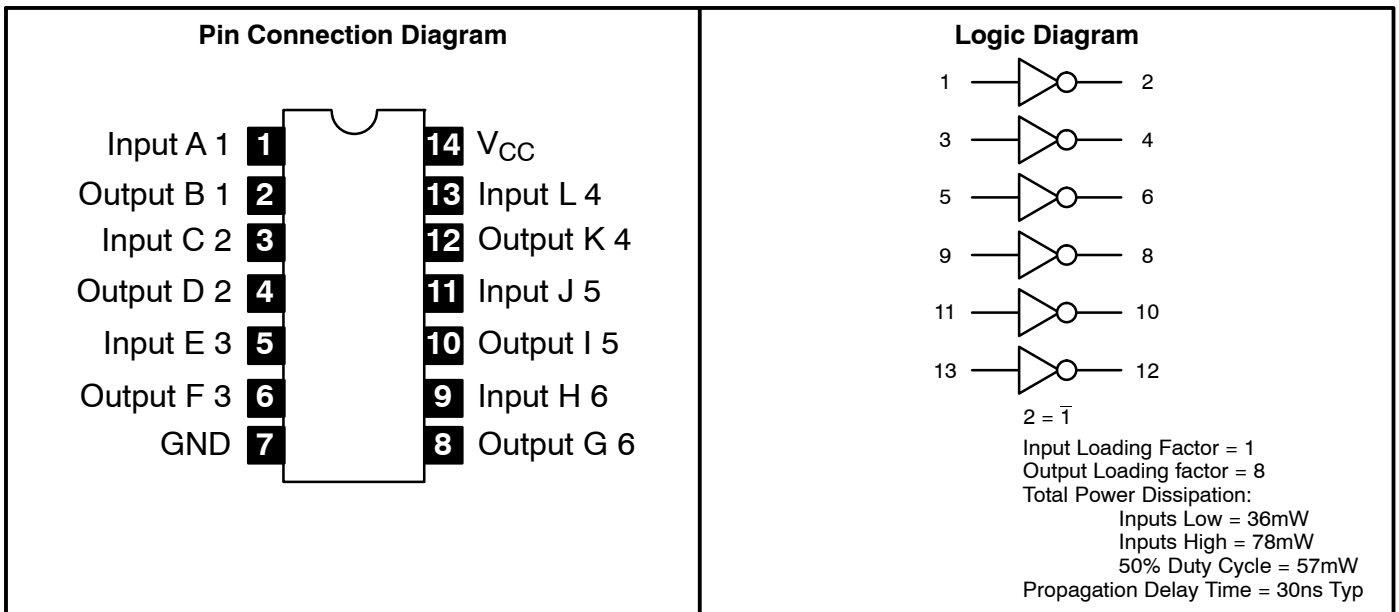 Pin Connection Diagram
Input A 1 1
Output B 1 2
Input C 2 3
Output D 2 4
Input E 3 5
Output F 3 6
GND 7
14 VCC
13 Input L 4
12 Output K 4
11 Input J 5
10 Output I 5
9 Input H 6
8 Output G 6
Logic Diagram
1 2
3 4
5 6
9 8
11 10
13 12
2 = 1̅
Input Loading Factor = 1
Output Loading factor = 8
Total Power Dissipation:
Inputs Low = 36mW
Inputs High = 78mW
50% Duty Cycle = 57mW
Propagation Delay Time = 30ns Typ